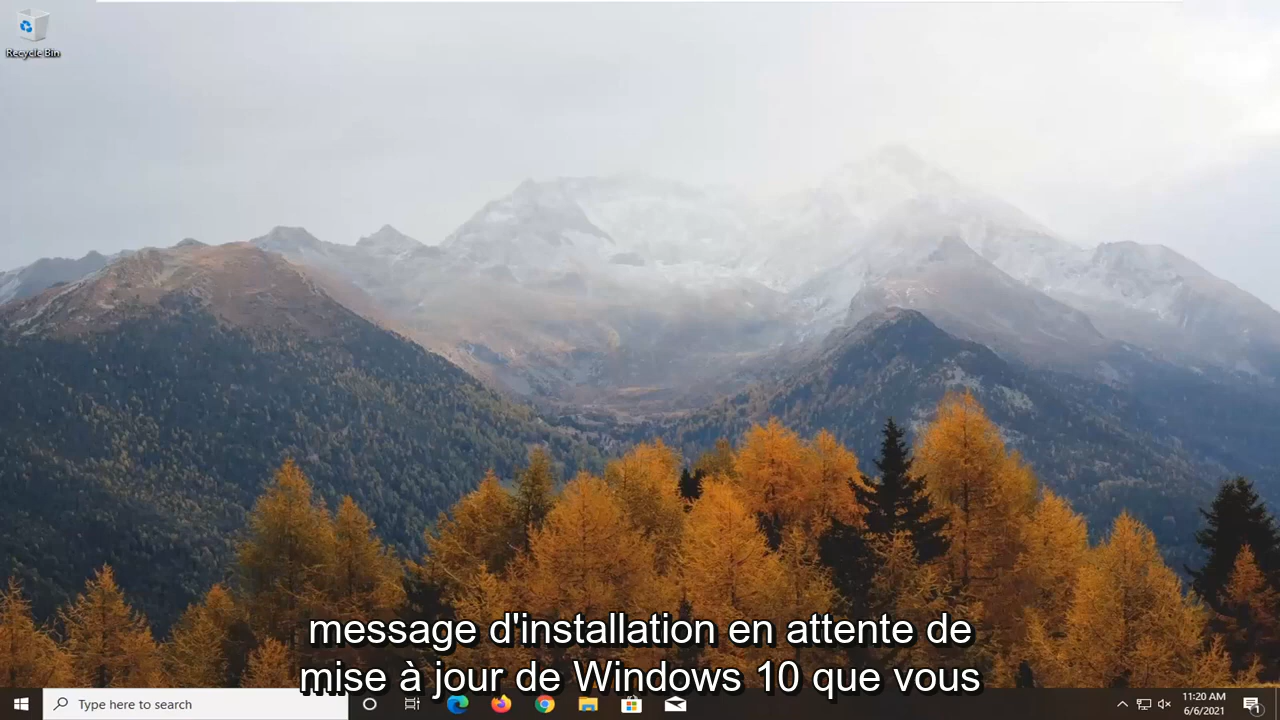 Recycle Bin
message d'installation en attente de
mise à jour de Windows 10 que vous
Type here to search
11:20 AM
6/6/2021
1